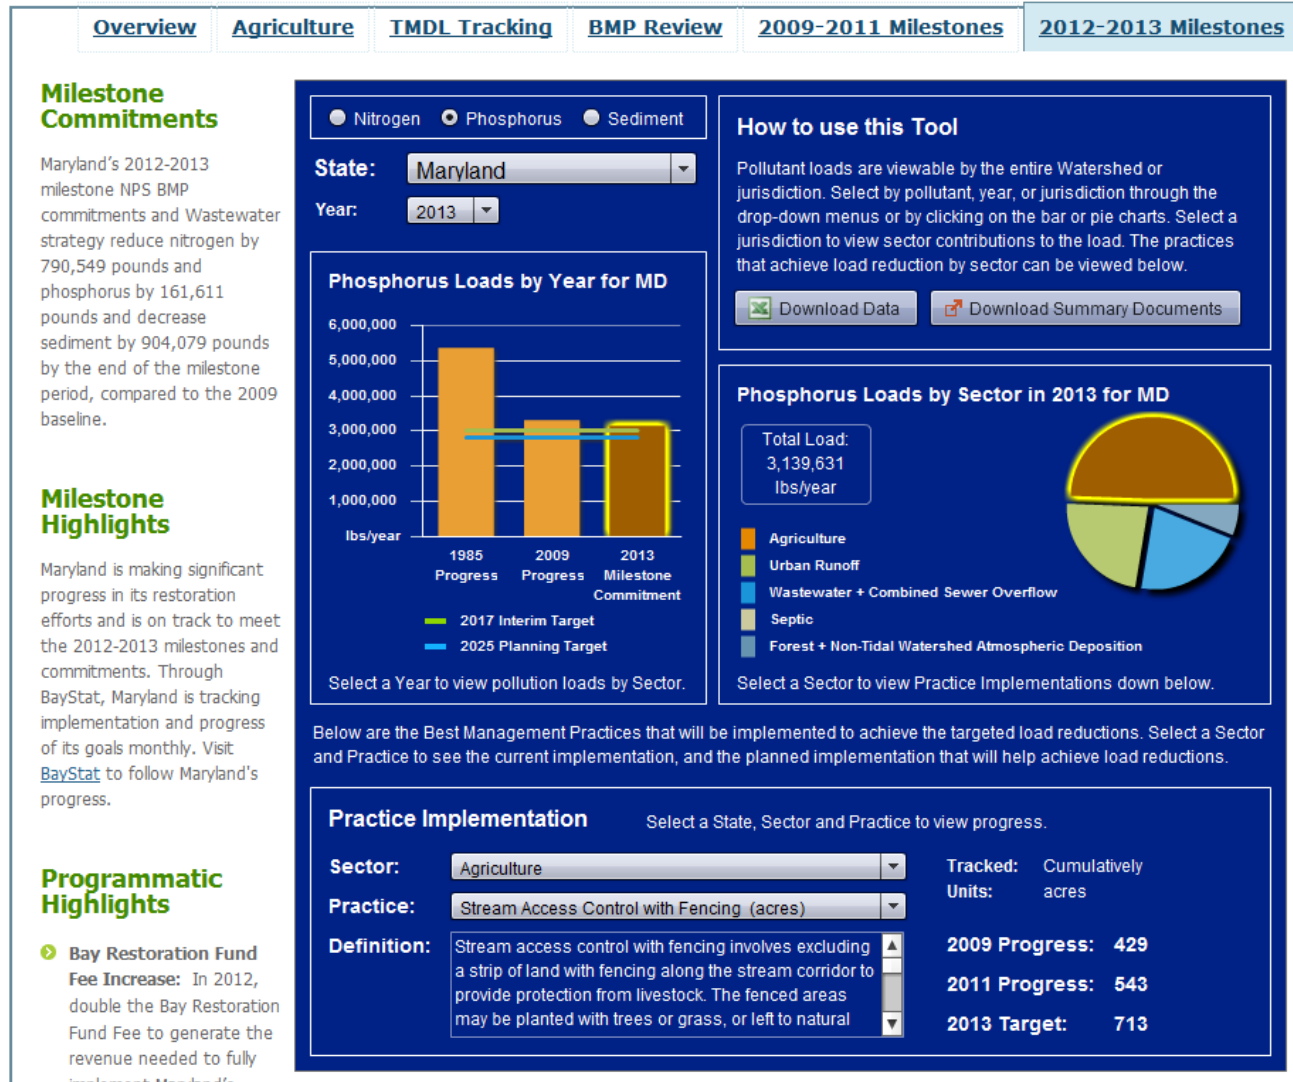 Overview Agriculture TMDL Tracking BMP Review 2009-2011 Milestones 2012-2013 Milestones
Milestone
Commitments
Maryland's 2012-2013
milestone NPS BMP
commitments and Wastewater
strategy reduce nitrogen by
790,549 pounds and
phosphorus by 161,611
pounds and decrease
sediment by 904,079 pounds
by the end of the milestone
period, compared to the 2009
baseline.
Milestone
Highlights
Maryland is making significant
progress in its restoration
efforts and is on track to meet
the 2012-2013 milestones and
commitments. Through
BayStat, Maryland is tracking
implementation and progress
of its goals monthly. Visit
BayStat to follow Maryland's
progress.
Programmatic
Highlights
Bay Restoration Fund
Fee Increase: In 2012,
double the Bay Restoration
Fund Fee to generate the
revenue needed to fully
implement Maryland's
Nitrogen Phosphorus Sediment
State: Maryland
Year: 2013
Phosphorus Loads by Year for MD
6,000,000
5,000,000
4,000,000
3,000,000
2,000,000
1,000,000
lbs/year
1985 2009 2013
Progress Progress Milestone
Commitment
2017 Interim Target
2025 Planning Target
Select a Year to view pollution loads by Sector.
How to use this Tool
Pollutant loads are viewable by the entire Watershed or
jurisdiction. Select by pollutant, year, or jurisdiction through the
drop-down menus or by clicking on the bar or pie charts. Select a
jurisdiction to view sector contributions to the load. The practices
that achieve load reduction by sector can be viewed below.
Download Data Download Summary Documents
Phosphorus Loads by Sector in 2013 for MD
Total Load:
3,139,631
lbs/year
Agriculture
Urban Runoff
Wastewater + Combined Sewer Overflow
Septic
Forest + Non-Tidal Watershed Atmospheric Deposition
Select a Sector to view Practice Implementations down below.
Below are the Best Management Practices that will be implemented to achieve the targeted load reductions. Select a Sector
and Practice to see the current implementation, and the planned implementation that will help achieve load reductions.
Practice Implementation Select a State, Sector and Practice to view progress.
Sector: Agriculture
Practice: Stream Access Control with Fencing (acres)
Definition: Stream access control with fencing involves excluding
a strip of land with fencing along the stream corridor to
provide protection from livestock. The fenced areas
may be planted with trees or grass, or left to natural
Tracked: Cumulatively
Units: acres
2009 Progress: 429
2011 Progress: 543
2013 Target: 713